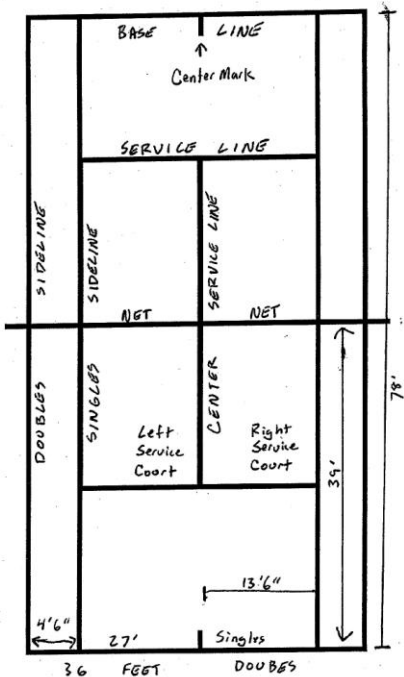 BASE LINE
Center Mark
SERVICE LINE
DOUBLES SIDELINE
SINGLES SIDELINE
CENTER SERVICE LINE
NET NET
78'
Left Service Court
Right Service Court
39'
13'6"
4'6"
27' Singles
36 FEET DOUBES